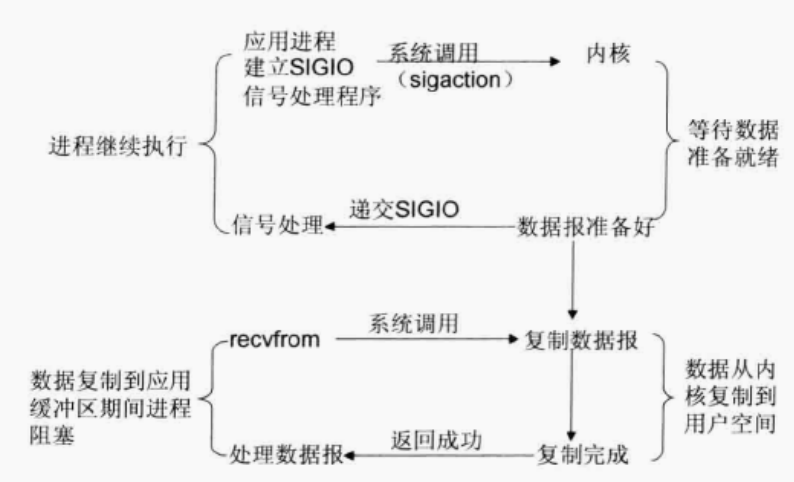 应用进程
建立SIGIO
信号处理程序
系统调用
（sigaction）
内核
进程继续执行
等待数据
准备就绪
信号处理
递交SIGIO
数据报准备好
recvfrom
系统调用
复制数据报
数据复制到应用
缓冲区期间进程
阻塞
数据从内
核复制到
用户空间
处理数据报
返回成功
复制完成